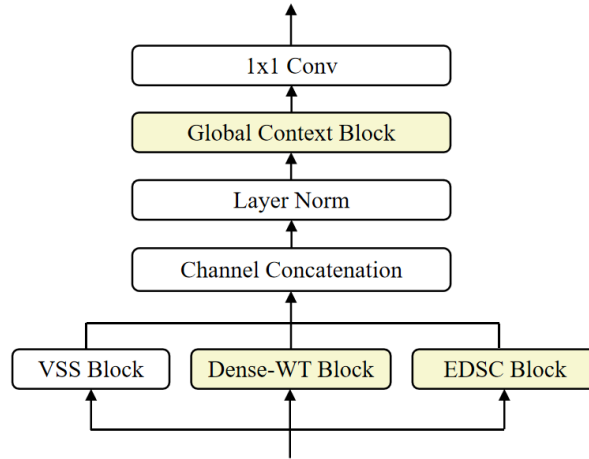 1x1 Conv
Global Context Block
Layer Norm
Channel Concatenation
VSS Block
Dense-WT Block
EDSC Block